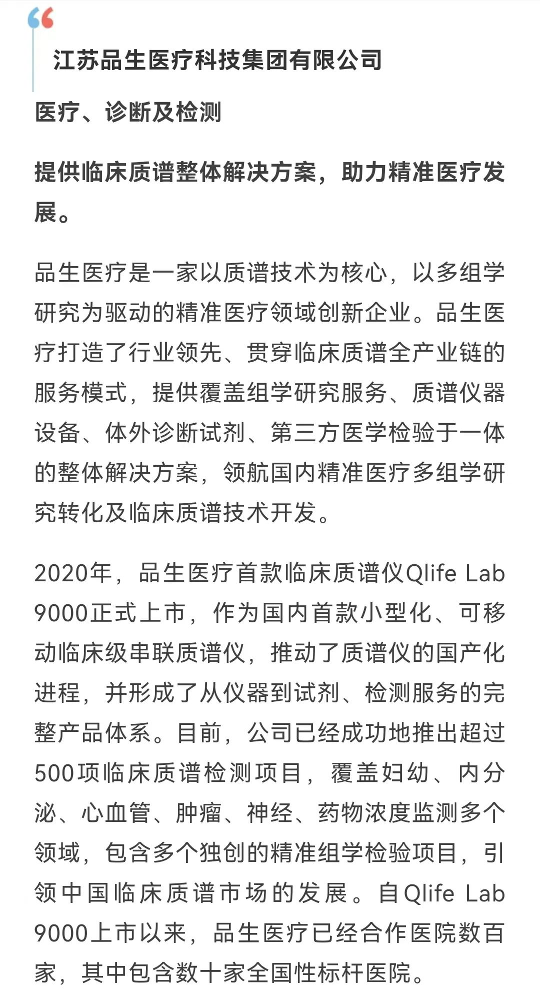 江苏品生医疗科技集团有限公司
医疗、诊断及检测
提供临床质谱整体解决方案，助力精准医疗发
展。
品生医疗是一家以质谱技术为核心，以多组学
研究为驱动的精准医疗领域创新企业。品生医
疗打造了行业领先、贯穿临床质谱全产业链的
服务模式，提供覆盖组学研究服务、质谱仪器
设备、体外诊断试剂、第三方医学检验于一体
的整体解决方案，领航国内精准医疗多组学研
究转化及临床质谱技术开发。
2020年，品生医疗首款临床质谱仪Qlife Lab
9000正式上市，作为国内首款小型化、可移
动临床级串联质谱仪，推动了质谱仪的国产化
进程，并形成了从仪器到试剂、检测服务的完
整产品体系。目前，公司已经成功地推出超过
500项临床质谱检测项目，覆盖妇幼、内分
泌、心血管、肿瘤、神经、药物浓度监测多个
领域，包含多个独创的精准组学检验项目，引
领中国临床质谱市场的发展。自Qlife Lab
9000上市以来，品生医疗已经合作医院数百
家，其中包含数十家全国性标杆医院。